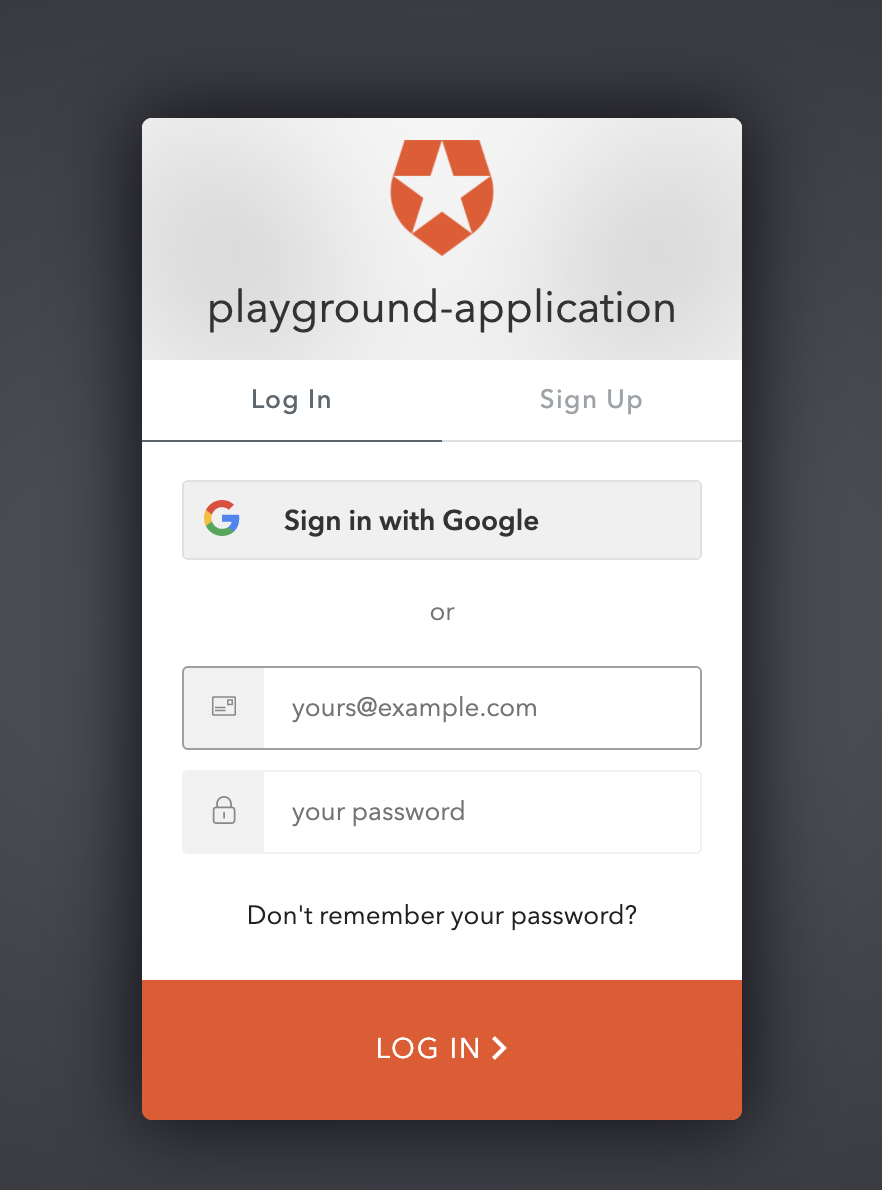 playground-application
Log In
Sign Up
Sign in with Google
or
yours@example.com
your password
Don't remember your password?
LOG IN